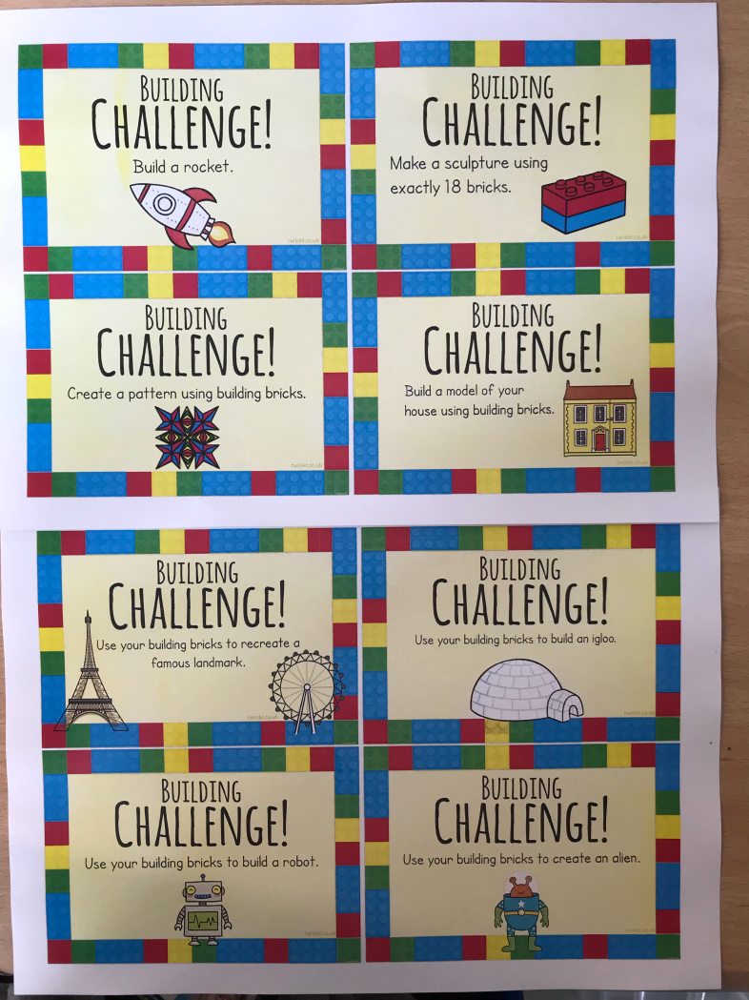 BUILDING
CHALLENGE!
Build a rocket.
twinkl.co.uk
BUILDING
CHALLENGE!
Make a sculpture using
exactly 18 bricks.
twinkl.co.uk
BUILDING
CHALLENGE!
Create a pattern using building bricks.
twinkl.co.uk
BUILDING
CHALLENGE!
Build a model of your
house using building bricks.
twinkl.co.uk
BUILDING
CHALLENGE!
Use your building bricks to recreate a
famous landmark.
twinkl.co.uk
BUILDING
CHALLENGE!
Use your building bricks to build an igloo.
twinkl.co.uk
BUILDING
CHALLENGE!
Use your building bricks to build a robot.
twinkl.co.uk
BUILDING
CHALLENGE!
Use your building bricks to create an alien.
twinkl.co.uk